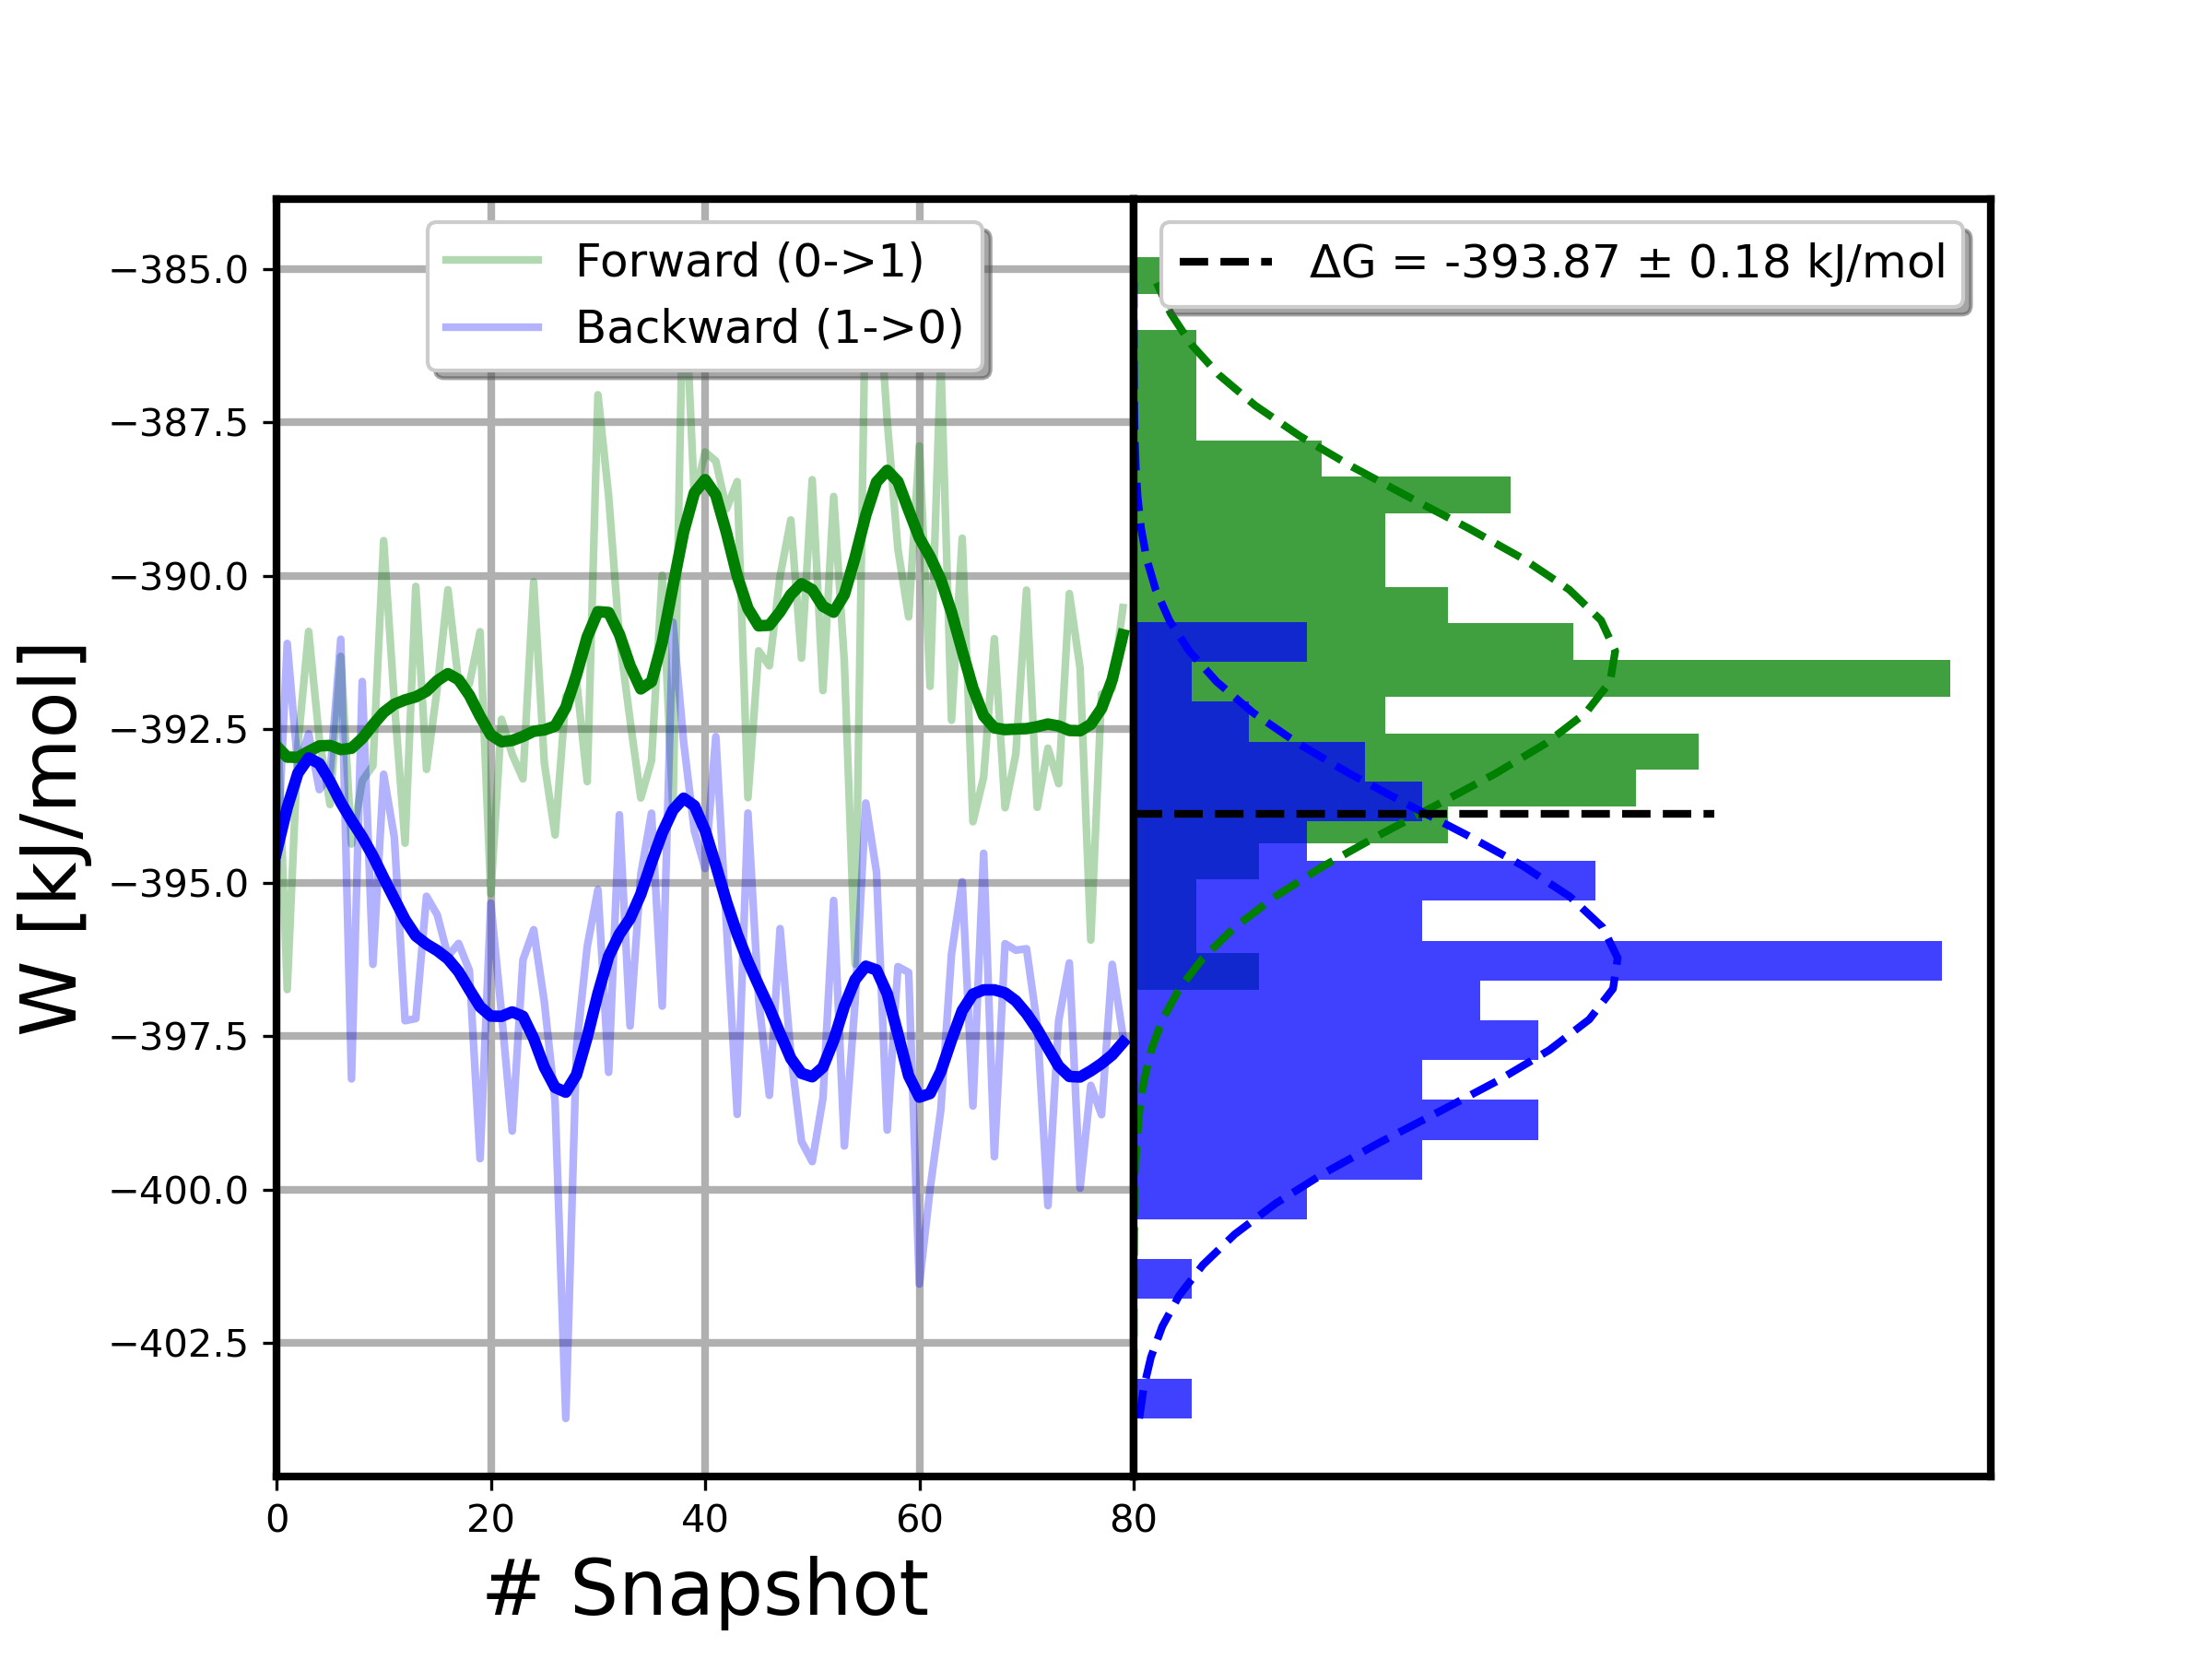 Forward (0->1)
Backward (1->0)
ΔG = -393.87 ± 0.18 kJ/mol
−385.0
−387.5
−390.0
−392.5
−395.0
−397.5
−400.0
−402.5
W [kJ/mol]
0 20 40 60 80
# Snapshot